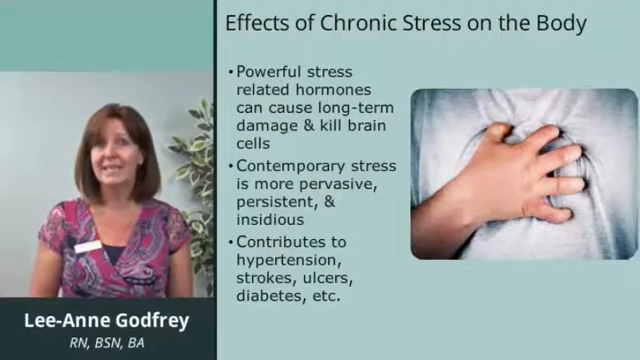 Effects of Chronic Stress on the Body
• Powerful stress
related hormones
can cause long-term
damage & kill brain
cells
• Contemporary stress
is more pervasive,
persistent, &
insidious
• Contributes to
hypertension,
strokes, ulcers,
diabetes, etc.
Lee-Anne Godfrey
RN, BSN, BA